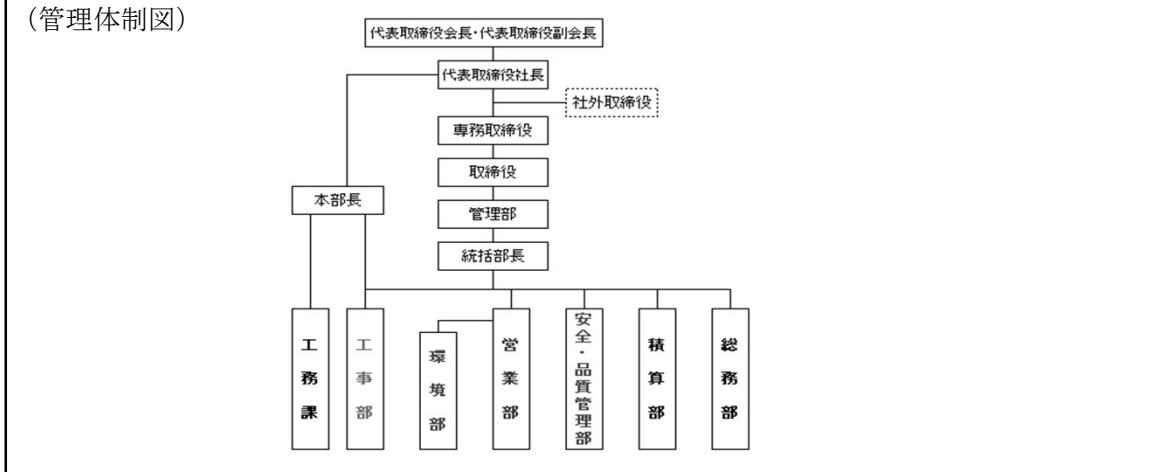 （管理体制図）
代表取締役会長・代表取締役副会長
代表取締役社長
社外取締役
専務取締役
取締役
本部長
管理部
統括部長
工務課
工事部
環境部
営業部
安全・品質管理部
積算部
総務部